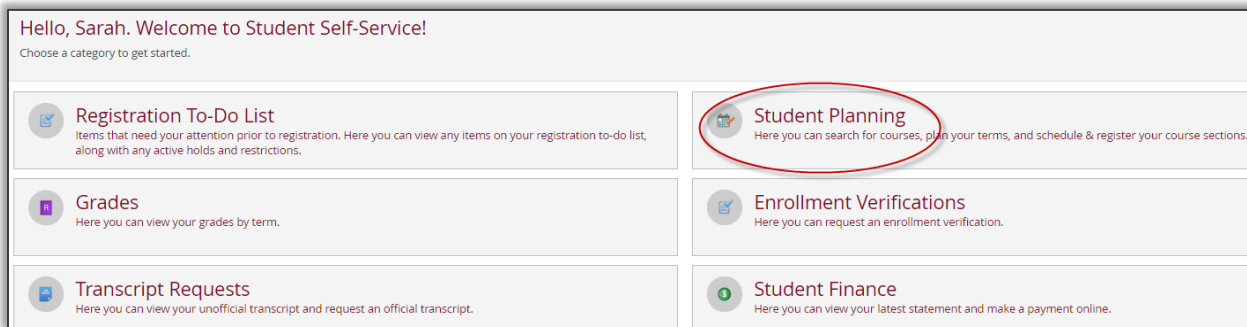 Hello, Sarah. Welcome to Student Self-Service!
Choose a category to get started.
Registration To-Do List
Items that need your attention prior to registration. Here you can view any items on your registration to-do list,
along with any active holds and restrictions.
Student Planning
Here you can search for courses, plan your terms, and schedule & register your course sections.
Grades
Here you can view your grades by term.
Enrollment Verifications
Here you can request an enrollment verification.
Transcript Requests
Here you can view your unofficial transcript and request an official transcript.
Student Finance
Here you can view your latest statement and make a payment online.